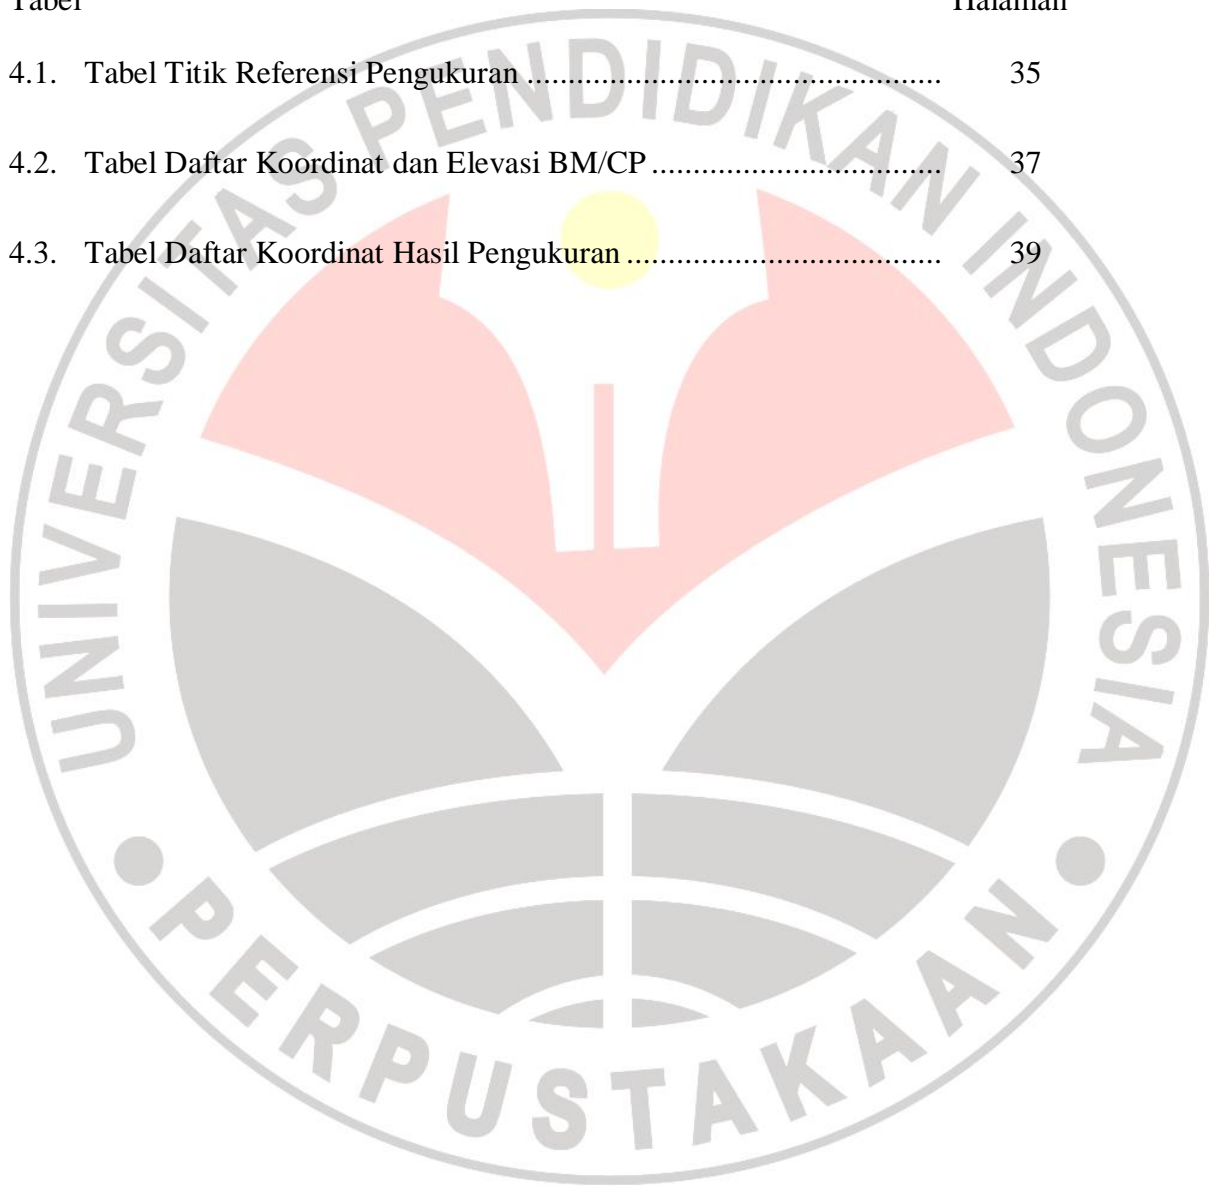 Tabel Halaman
4.1. Tabel Titik Referensi Pengukuran .................................................. 35
4.2. Tabel Daftar Koordinat dan Elevasi BM/CP ................................... 37
4.3. Tabel Daftar Koordinat Hasil Pengukuran ...................................... 39
UNIVERSITAS PENDIDIKAN INDONESIA
PERPUSTAKAAN